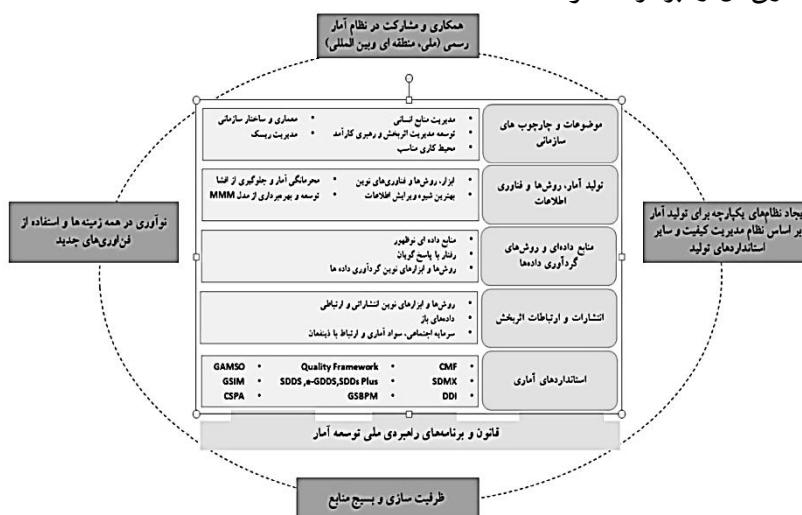 همکاری و مشارکت در نظام آمار
رسمی (ملی، منطقه ای وبین المللی)
موضوعات و چارچوب های
سازمانی
• مدیریت منابع انسانی
• توسعه مدیریت اثربخش و رهبری کارآمد
• محیط کاری مناسب
• معماری و ساختار سازمانی
• مدیریت ریسک
تولید آمار، روش‌ها و فناوری
اطلاعات
• ابزار، روش‌ها و فناوری‌های نوین
• بهترین شیوه ویرایش اطلاعات
• محرمانگی آمار و جلوگیری از افشا
• توسعه و بهره‌برداری از مدل MMM
ایجاد نظام‌های یکپارچه برای تولید آمار
بر اساس نظام مدیریت کیفیت و سایر
استانداردهای تولید
نوآوری در همه زمینه ها و استفاده از
فن‌اوری‌های جدید
منابع داده‌ای و روش‌های
گردآوری داده‌ها
• منابع داده ای نوظهور
• رفتار با پاسخ گویان
• روش‌ها و ابزارهای نوین گردآوری داده ها
انتشارات و ارتباطات اثربخش
• روش‌ها و ابزارهای نوین انتشاراتی و ارتباطی
• داده‌های باز
• سرمایه اجتماعی، سواد آماری و ارتباط با ذینفعان
استانداردهای آماری
• CMF
• SDMX
• DDI
• Quality Framework
• SDDS ,e-GDDS,SDDs Plus
• GSBPM
• GAMSO
• GSIM
• CSPA
قانون و برنامه‌های راهبردی ملی توسعه آمار
ظرفیت سازی و بسیج منابع